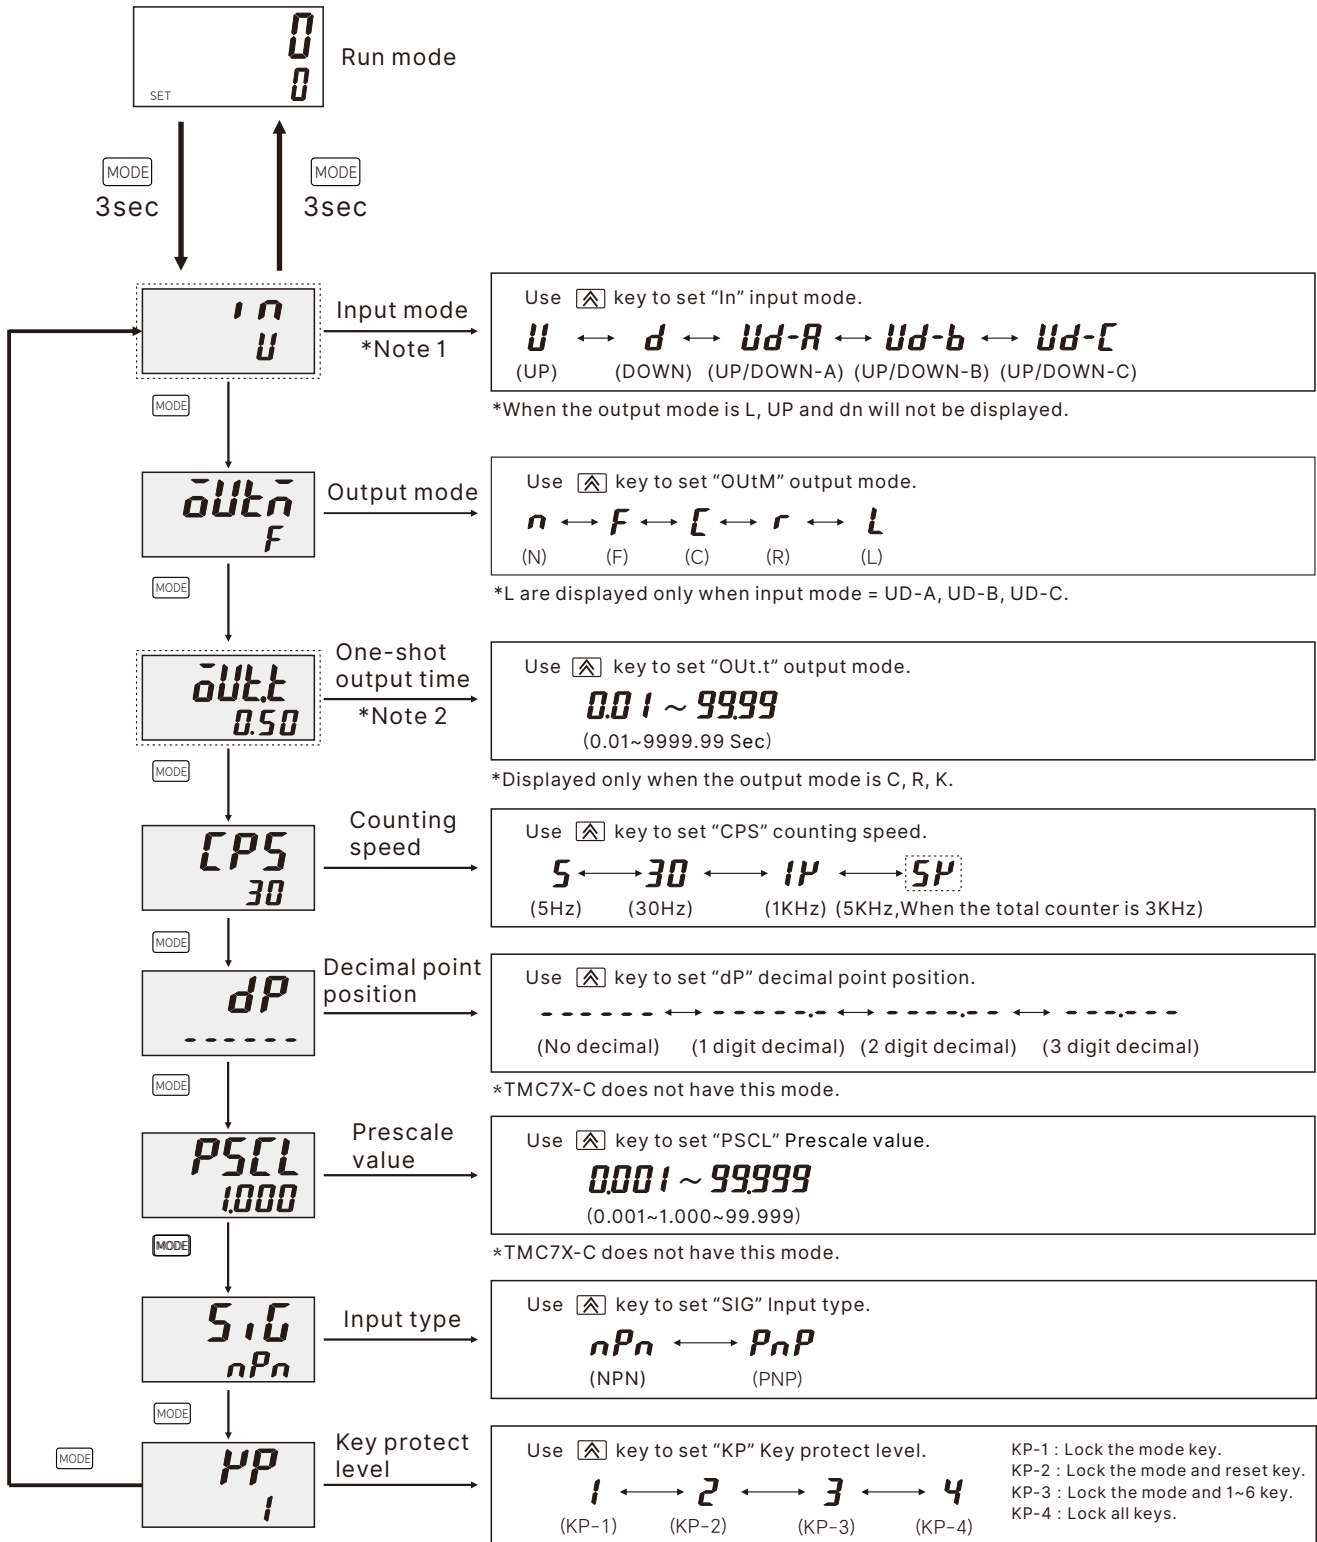 0
0
SET
Run mode
MODE
3sec
MODE
3sec
in
U
Input mode
*Note 1
Use key to set “In” input mode.
U ↔ d ↔ Ud-A ↔ Ud-b ↔ Ud-C
(UP) (DOWN) (UP/DOWN-A) (UP/DOWN-B) (UP/DOWN-C)
*When the output mode is L, UP and dn will not be displayed.
MODE
OUtM
F
Output mode
Use key to set “OUtM” output mode.
n ↔ F ↔ C ↔ r ↔ L
(N) (F) (C) (R) (L)
*L are displayed only when input mode = UD-A, UD-B, UD-C.
MODE
OUt.t
0.50
One-shot
output time
*Note 2
Use key to set “OUt.t” output mode.
0.01 ~ 99.99
(0.01~9999.99 Sec)
*Displayed only when the output mode is C, R, K.
MODE
CPS
30
Counting
speed
Use key to set “CPS” counting speed.
5 ↔ 30 ↔ 1K ↔ 5K
(5Hz) (30Hz) (1KHz) (5KHz,When the total counter is 3KHz)
MODE
dP
------
Decimal point
position
Use key to set “dP” decimal point position.
------ ↔ -----.- ↔ ----.-- ↔ ---.---
(No decimal) (1 digit decimal) (2 digit decimal) (3 digit decimal)
*TMC7X-C does not have this mode.
MODE
PSCL
1.000
Prescale
value
Use key to set “PSCL” Prescale value.
0.001 ~ 99.999
(0.001~1.000~99.999)
*TMC7X-C does not have this mode.
MODE
SiG
nPn
Input type
Use key to set “SIG” Input type.
nPn ↔ PnP
(NPN) (PNP)
MODE
MODE
KP
1
Key protect
level
Use key to set “KP” Key protect level.
1 ↔ 2 ↔ 3 ↔ 4
(KP-1) (KP-2) (KP-3) (KP-4)
KP-1 : Lock the mode key.
KP-2 : Lock the mode and reset key.
KP-3 : Lock the mode and 1~6 key.
KP-4 : Lock all keys.